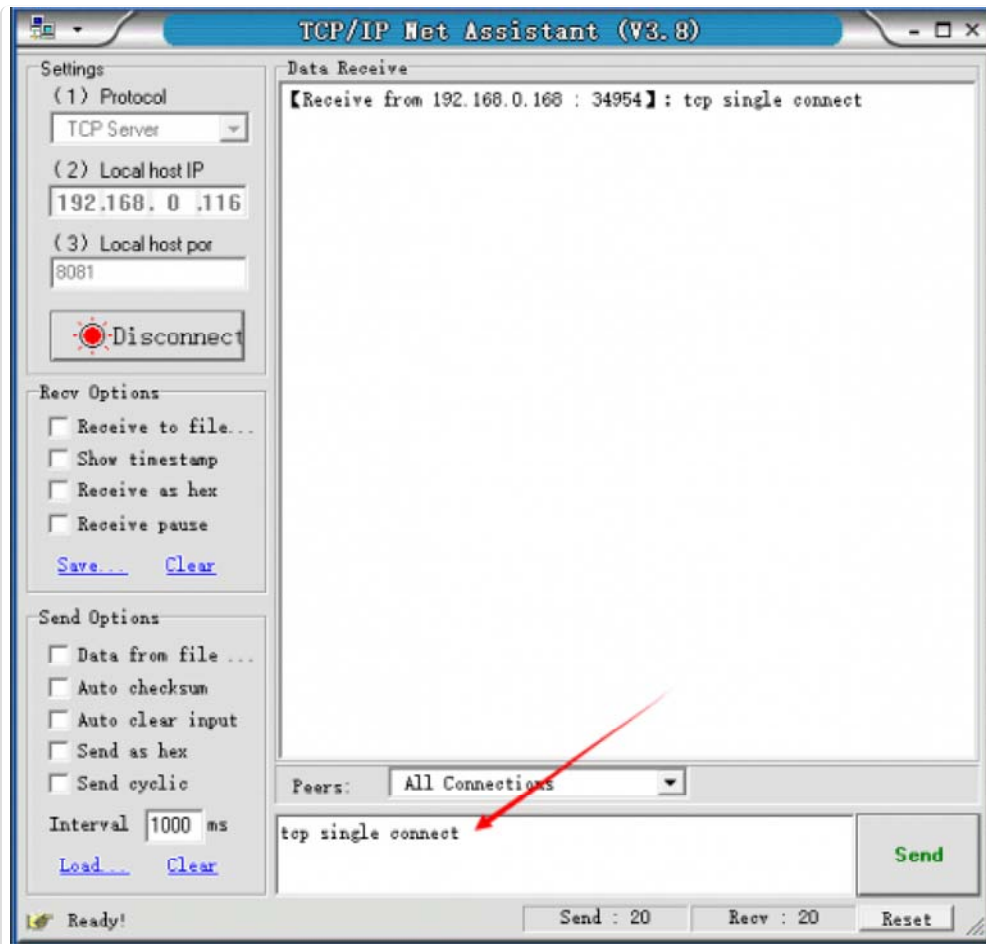 TCP/IP Net Assistant (V3.8)
Settings
(1) Protocol
TCP Server
(2) Local host IP
192.168. 0 .116
(3) Local host por
8081
Disconnect
Recv Options
Receive to file...
Show timestamp
Receive as hex
Receive pause
Save... Clear
Send Options
Data from file ...
Auto checksum
Auto clear input
Send as hex
Send cyclic
Interval 1000 ms
Load... Clear
Data Receive
【Receive from 192.168.0.168 : 34954】: tcp single connect
Peers: All Connections
tcp single connect
Send
Ready! Send : 20 Recv : 20 Reset